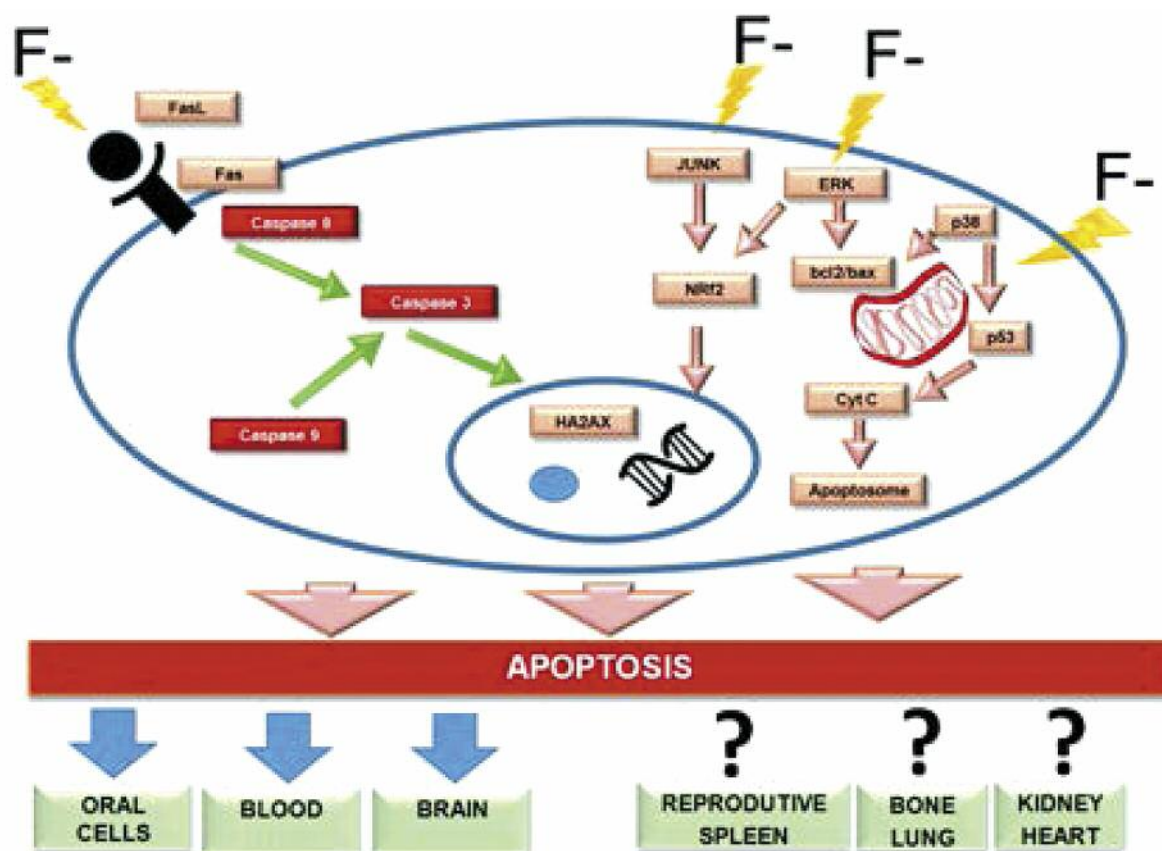 F-
F-
F-
F-
FasL
Fas
Caspase 8
Caspase 3
Caspase 9
JUNK
ERK
p38
NRf2
bcl2/bax
p53
Cyt C
Apoptosome
HA2AX
APOPTOSIS
?
?
?
ORAL
CELLS
BLOOD
BRAIN
REPRODUTIVE
SPLEEN
BONE
LUNG
KIDNEY
HEART